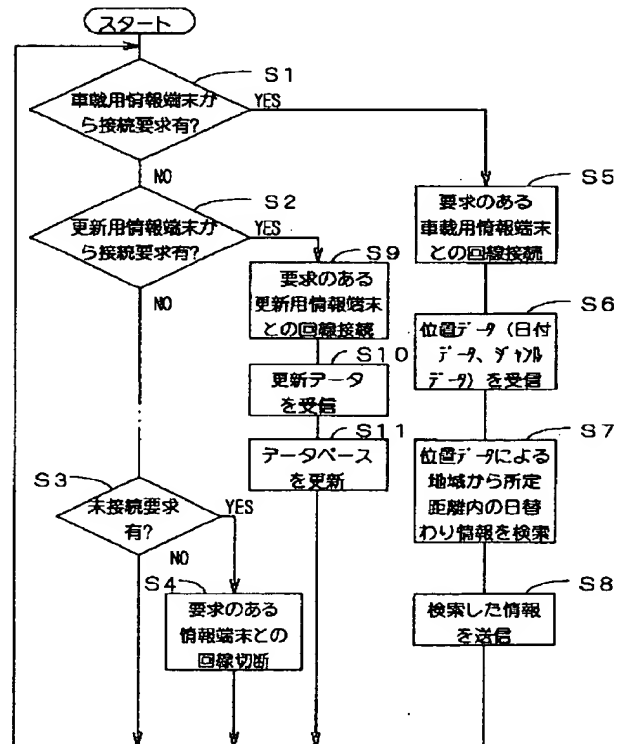 スタート
S1
車載用情報端末か
ら接続要求有?
YES
NO
S2
更新用情報端末か
ら接続要求有?
YES
NO
S3
未接続要求
有?
YES
NO
S4
要求のある
情報端末との
回線切断
S9
要求のある
更新用情報端末
との回線接続
S10
更新データ
を受信
S11
データベース
を更新
S5
要求のある
車載用情報端末
との回線接続
S6
位置データ(日付
データ、ジャンル
データ)を受信
S7
位置データによる
地域から所定
距離内の日替
わり情報を検索
S8
検索した情報
を送信